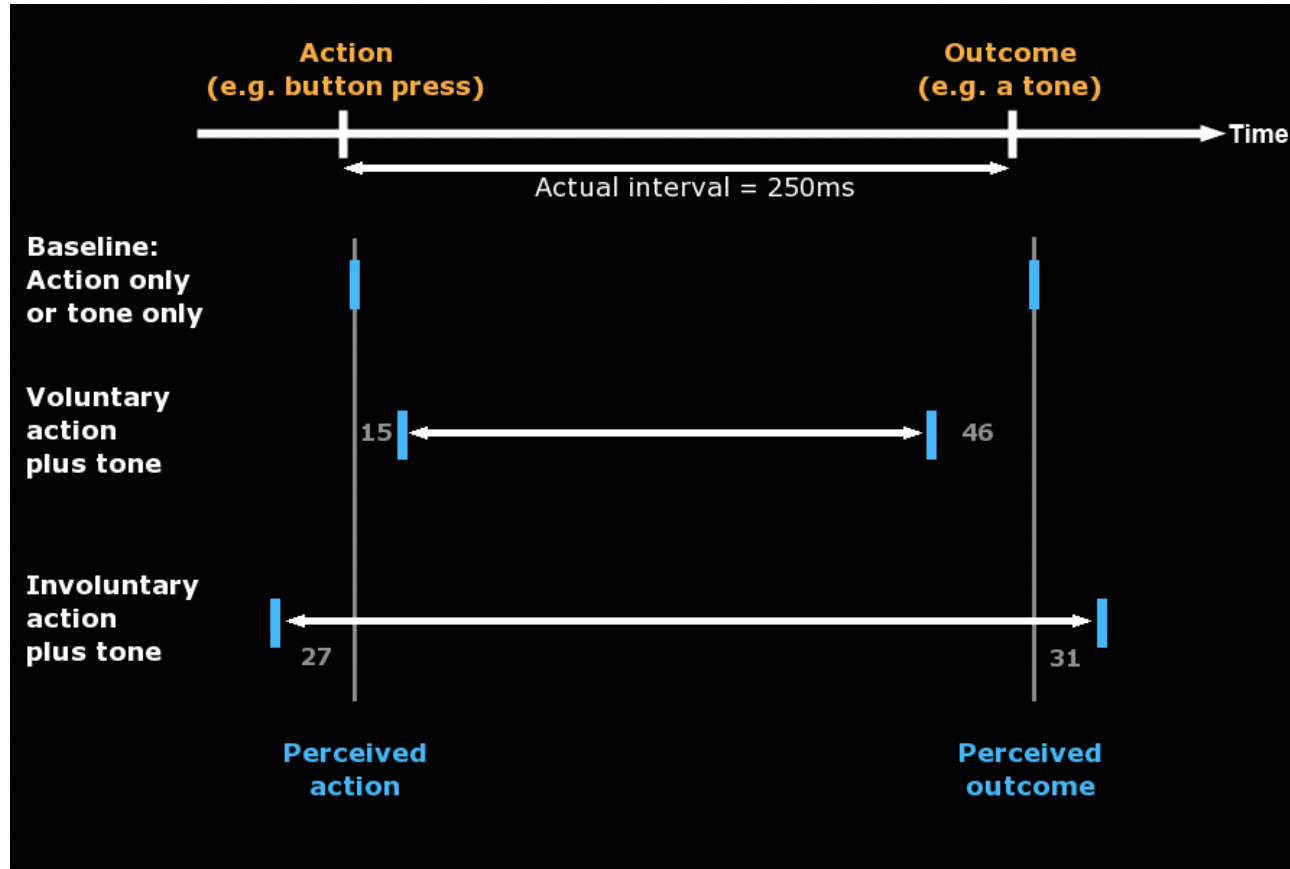 Action
(e.g. button press)
Outcome
(e.g. a tone)
Time
Actual interval = 250ms
Baseline:
Action only
or tone only
Voluntary
action
plus tone
15
46
Involuntary
action
plus tone
27
31
Perceived
action
Perceived
outcome